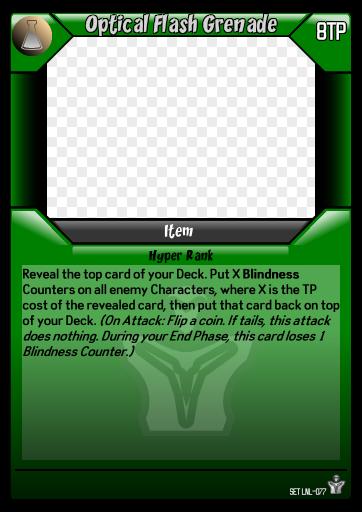 Optical Flash Grenade
8TP
Item
Hyper Rank
Reveal the top card of your Deck. Put X Blindness
Counters on all enemy Characters, where X is the TP
cost of the revealed card, then put that card back on top
of your Deck. (On Attack: Flip a coin. If tails, this attack
does nothing. During your End Phase, this card loses 1
Blindness Counter.)
SET LNL-077